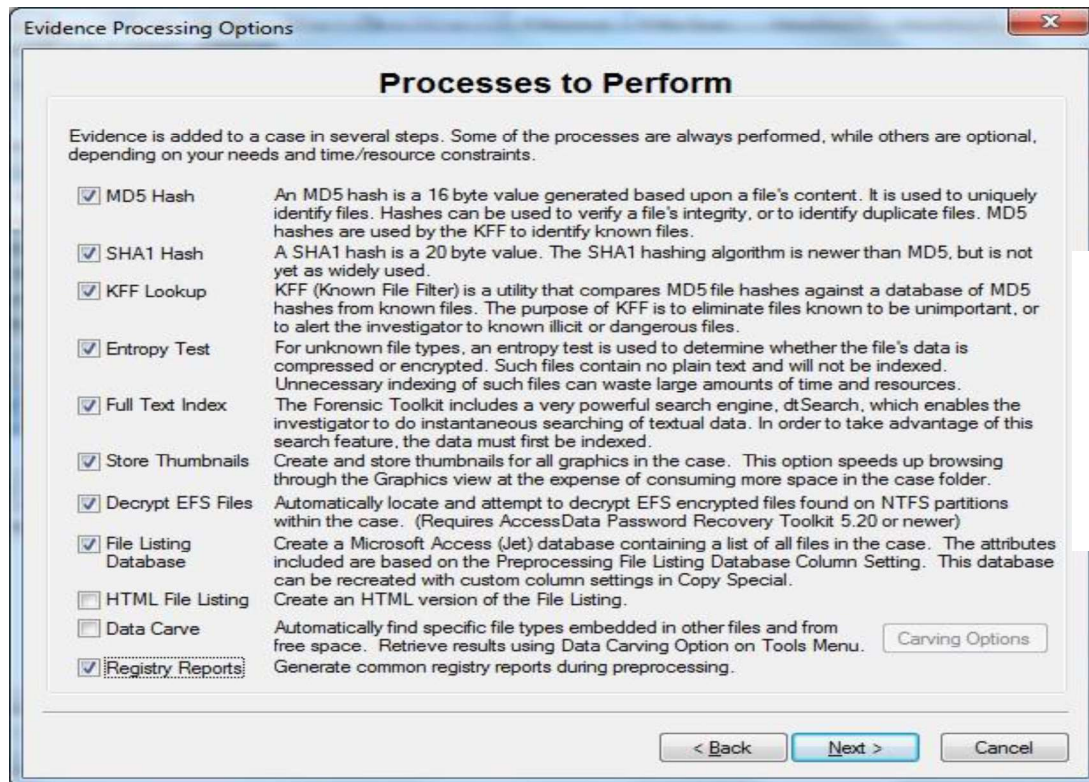 Evidence Processing Options
Processes to Perform
Evidence is added to a case in several steps. Some of the processes are always performed, while others are optional,
depending on your needs and time/resource constraints.
MD5 Hash An MD5 hash is a 16 byte value generated based upon a file's content. It is used to uniquely
identify files. Hashes can be used to verify a file's integrity, or to identify duplicate files. MD5
hashes are used by the KFF to identify known files.
SHA1 Hash A SHA1 hash is a 20 byte value. The SHA1 hashing algorithm is newer than MD5, but is not
yet as widely used.
KFF Lookup KFF (Known File Filter) is a utility that compares MD5 file hashes against a database of MD5
hashes from known files. The purpose of KFF is to eliminate files known to be unimportant, or
to alert the investigator to known illicit or dangerous files.
Entropy Test For unknown file types, an entropy test is used to determine whether the file's data is
compressed or encrypted. Such files contain no plain text and will not be indexed.
Unnecessary indexing of such files can waste large amounts of time and resources.
Full Text Index The Forensic Toolkit includes a very powerful search engine, dtSearch, which enables the
investigator to do instantaneous searching of textual data. In order to take advantage of this
search feature, the data must first be indexed.
Store Thumbnails Create and store thumbnails for all graphics in the case. This option speeds up browsing
through the Graphics view at the expense of consuming more space in the case folder.
Decrypt EFS Files Automatically locate and attempt to decrypt EFS encrypted files found on NTFS partitions
within the case. (Requires AccessData Password Recovery Toolkit 5.20 or newer)
File Listing Create a Microsoft Access (Jet) database containing a list of all files in the case. The attributes
Database included are based on the Preprocessing File Listing Database Column Setting. This database
can be recreated with custom column settings in Copy Special.
HTML File Listing Create an HTML version of the File Listing.
Data Carve Automatically find specific file types embedded in other files and from
free space. Retrieve results using Data Carving Option on Tools Menu. Carving Options
Registry Reports Generate common registry reports during preprocessing.
< Back Next > Cancel